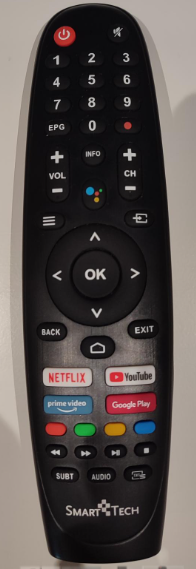 1 2 3
4 5 6
7 8 9
EPG 0
+ INFO +
VOL CH
- -
OK
BACK EXIT
NETFLIX YouTube
prime video Google Play
SUBT AUDIO
SMART TECH